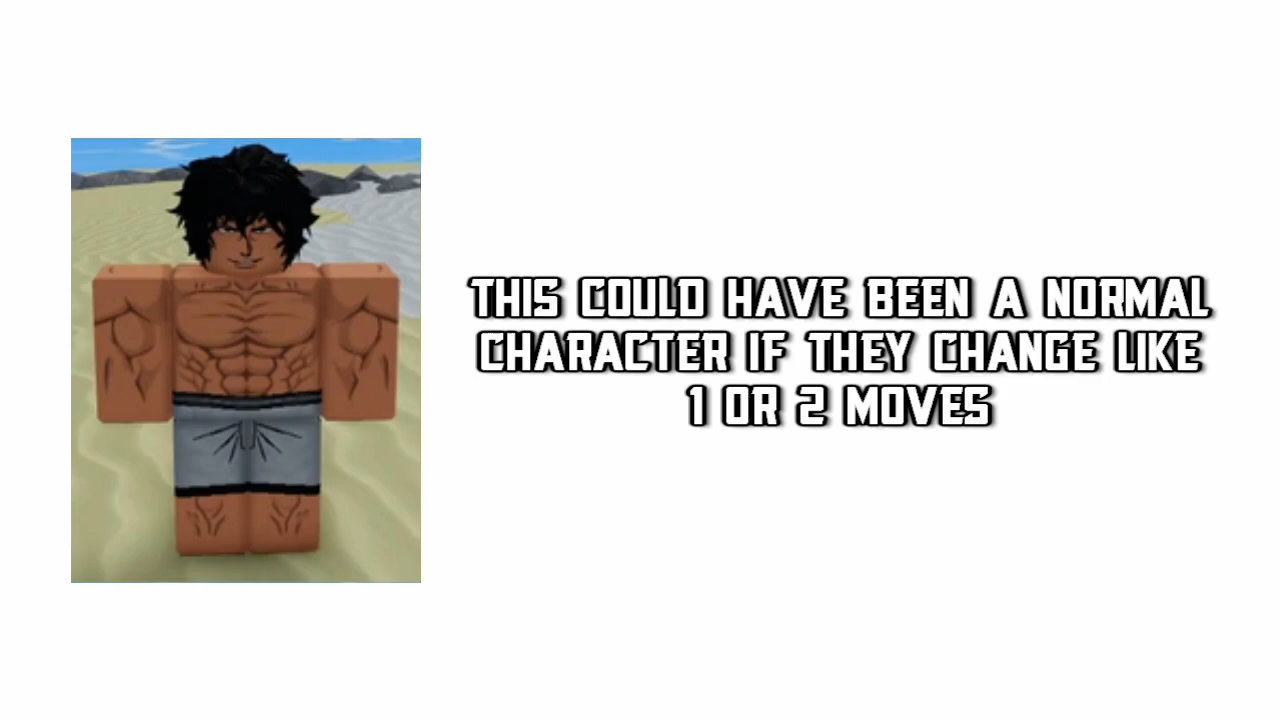 THIS COULD HAVE BEEN A NORMAL
CHARACTER IF THEY CHANGE LIKE
1 OR 2 MOVES